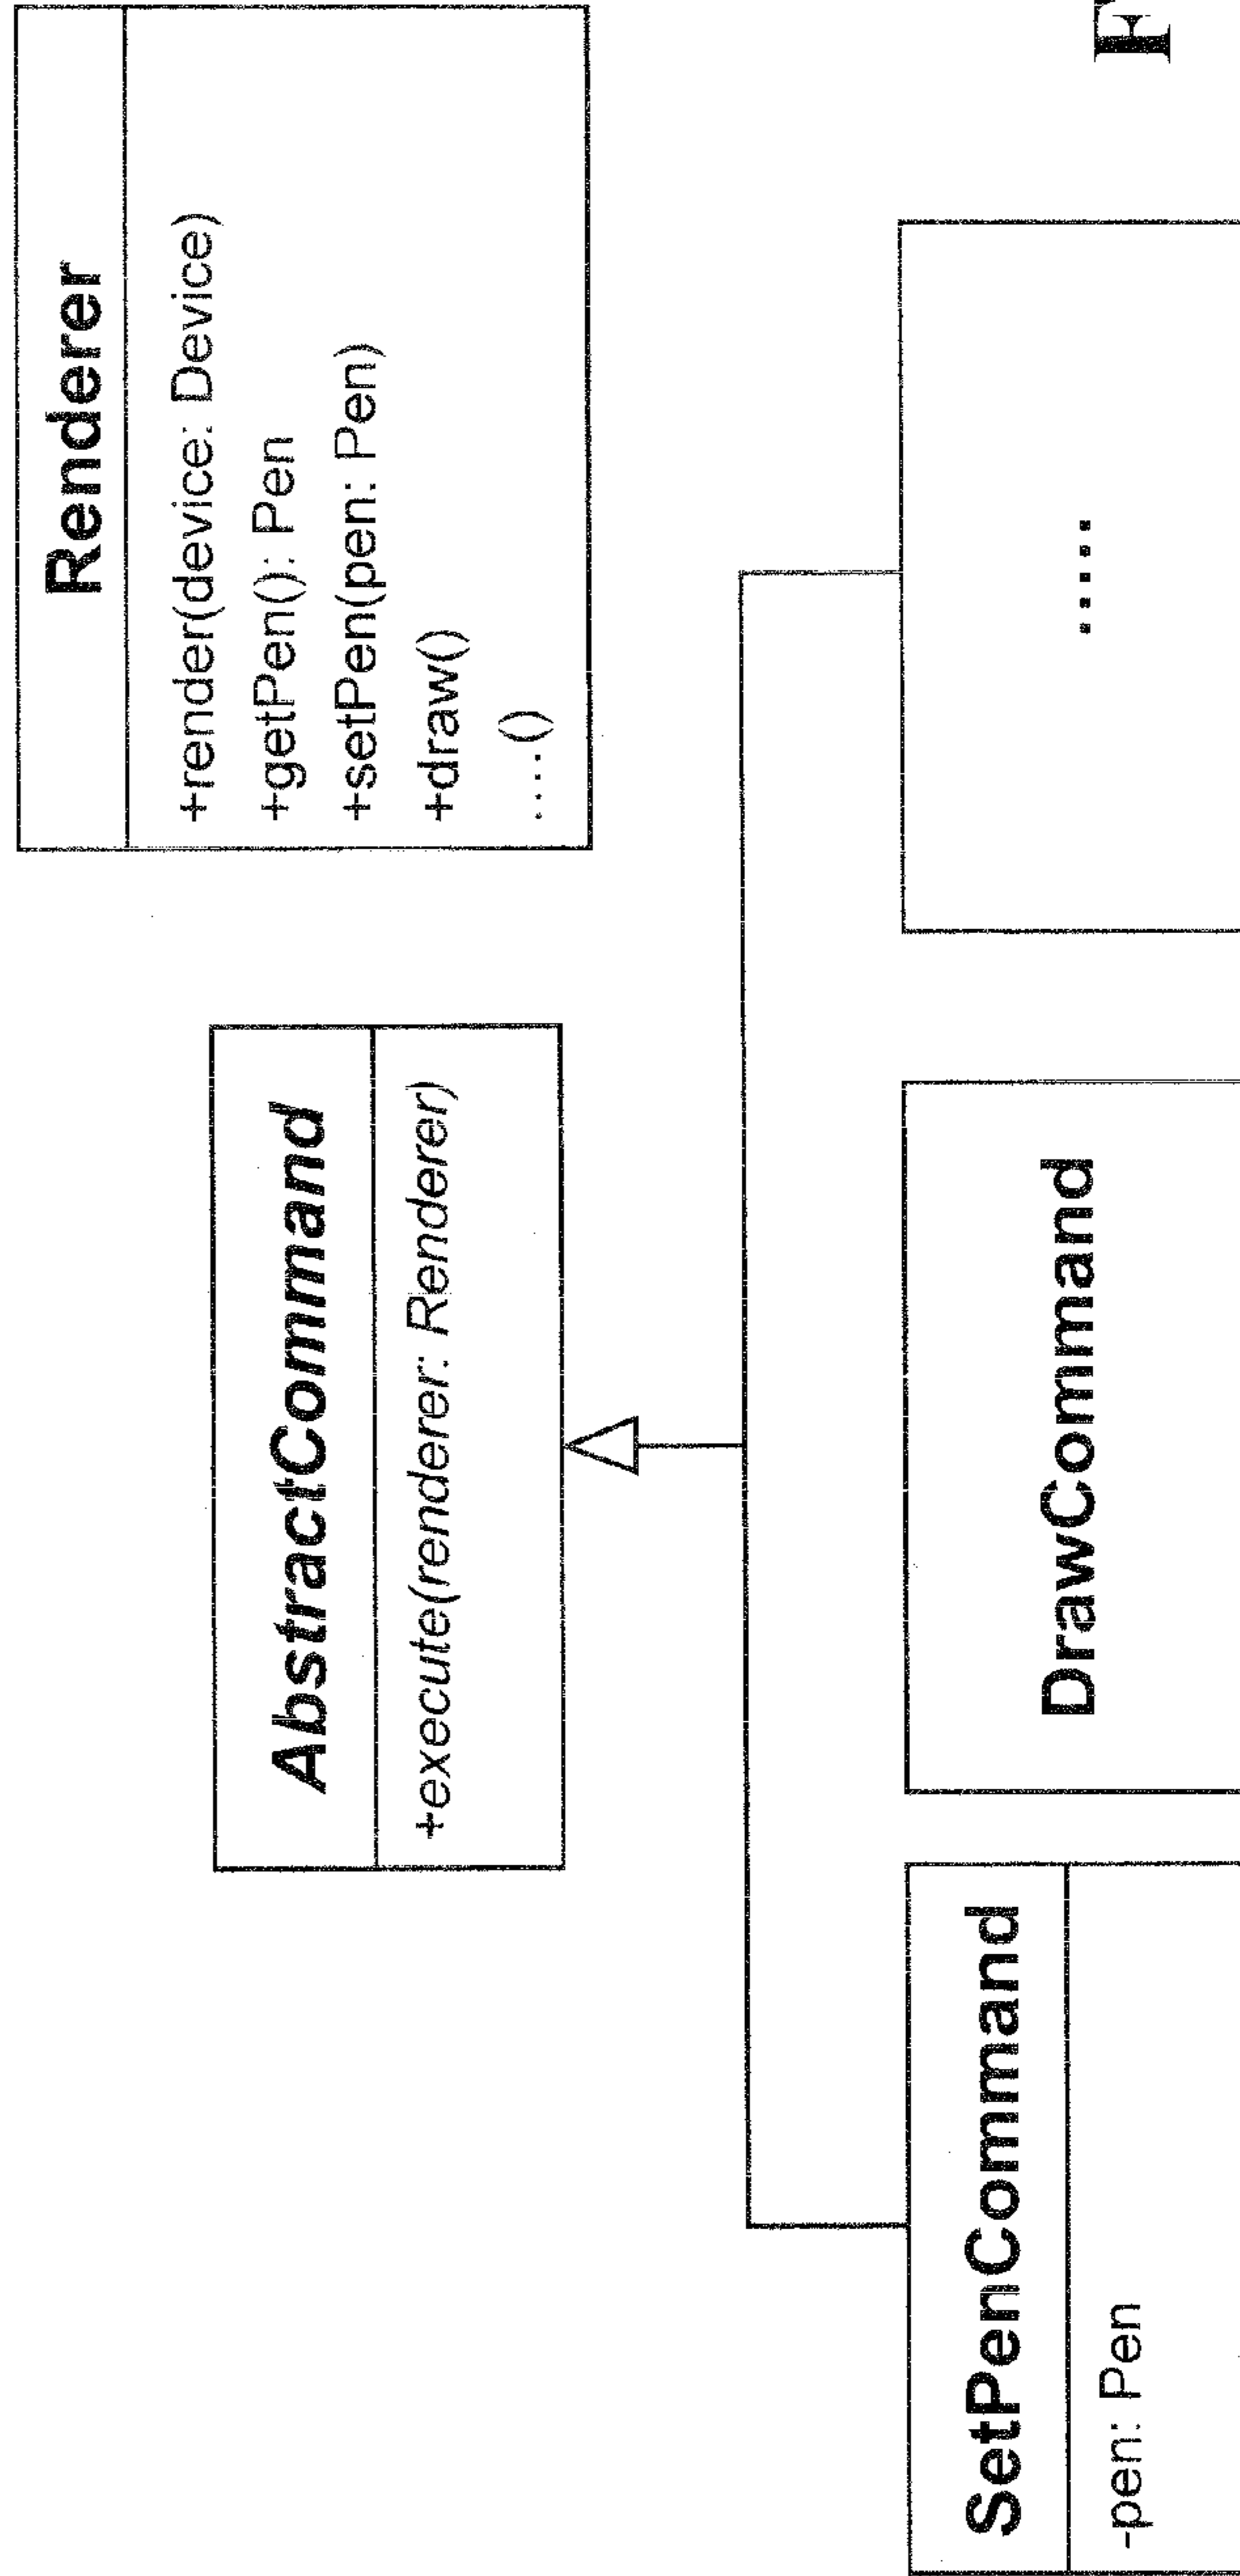 Renderer
+render(device: Device)
+getPen(): Pen
+setPen(pen: Pen)
+draw()
....()
AbstractCommand
+execute(renderer: Renderer)
SetPenCommand
-pen: Pen
DrawCommand
.....
F